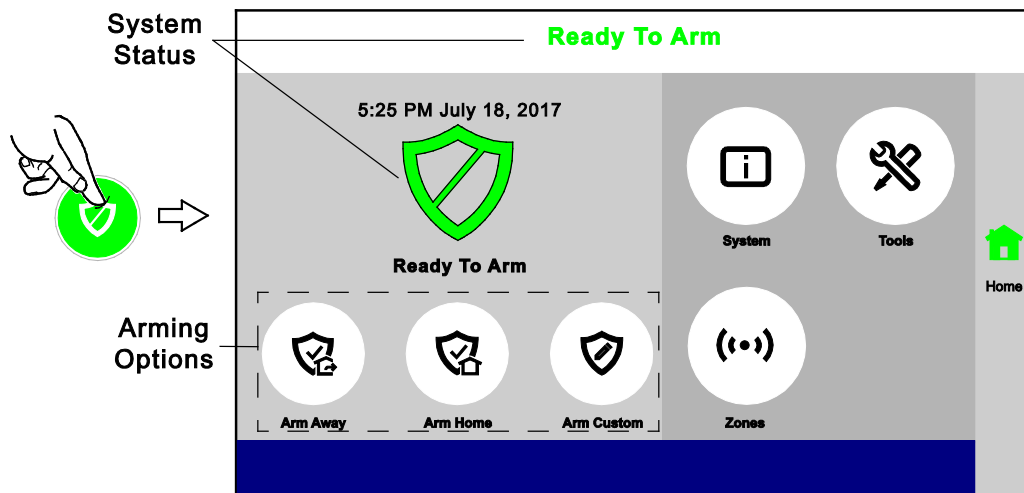 System
Status
Ready To Arm
5:25 PM July 18, 2017
Ready To Arm
System
Tools
Home
Arming
Options
Arm Away
Arm Home
Arm Custom
Zones